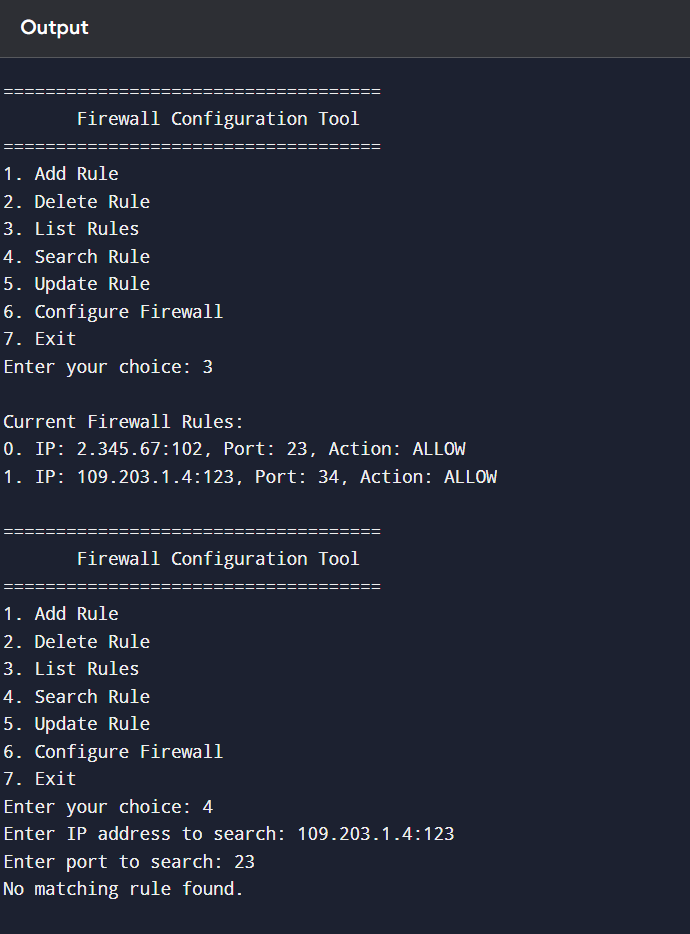 Output
====================================
Firewall Configuration Tool
====================================
1. Add Rule
2. Delete Rule
3. List Rules
4. Search Rule
5. Update Rule
6. Configure Firewall
7. Exit
Enter your choice: 3
Current Firewall Rules:
0. IP: 2.345.67:102, Port: 23, Action: ALLOW
1. IP: 109.203.1.4:123, Port: 34, Action: ALLOW
====================================
Firewall Configuration Tool
====================================
1. Add Rule
2. Delete Rule
3. List Rules
4. Search Rule
5. Update Rule
6. Configure Firewall
7. Exit
Enter your choice: 4
Enter IP address to search: 109.203.1.4:123
Enter port to search: 23
No matching rule found.